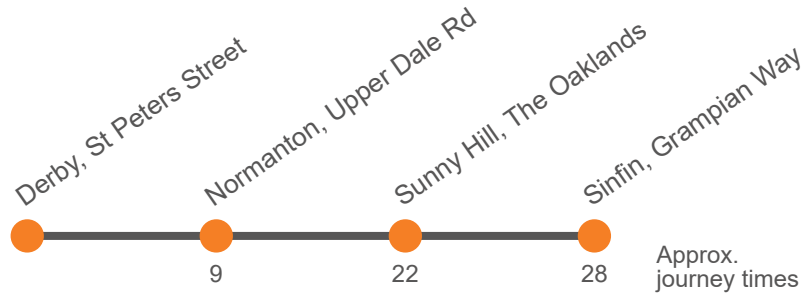 Derby, St Peters Street
Normanton, Upper Dale Rd
Sunny Hill, The Oaklands
Sinfin, Grampian Way
9
22
28
Approx.
journey times